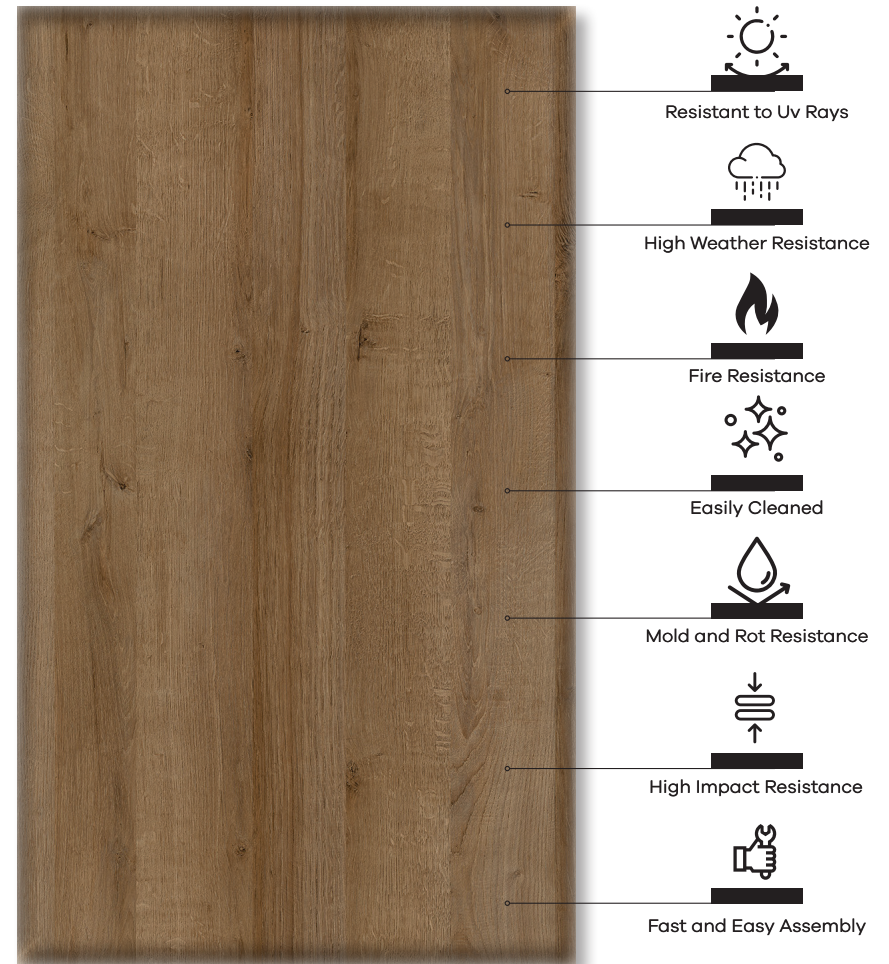 Resistant to Uv Rays
High Weather Resistance
Fire Resistance
Easily Cleaned
Mold and Rot Resistance
High Impact Resistance
Fast and Easy Assembly